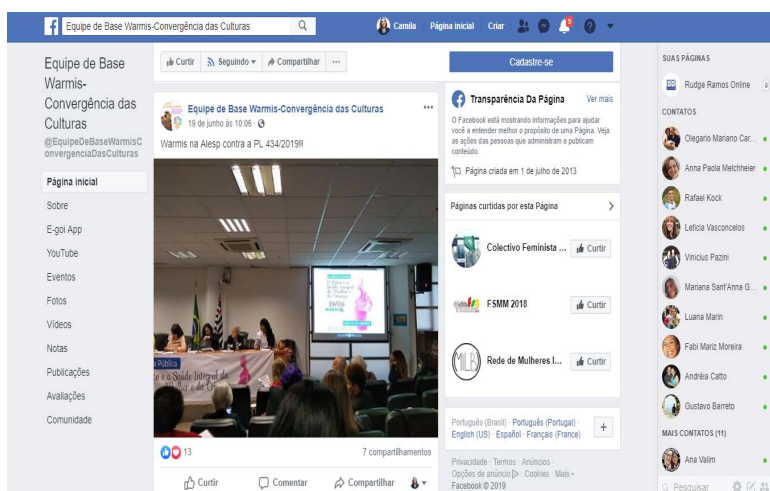 Equipe de Base Warmis-Convergência das Culturas
Camila
Página inicial
Criar
5
Equipe de Base
Warmis-
Convergência das
Culturas
@EquipeDeBaseWarmisC
onvergenciaDasCulturas
Página inicial
Sobre
E-goi App
YouTube
Eventos
Fotos
Vídeos
Notas
Publicações
Avaliações
Comunidade
Curtir
Seguindo
Compartilhar
Equipe de Base Warmis-Convergência das Culturas
19 de junho às 10:06
Warmis na Alesp contra a PL 434/2019!!!
19/06
Pública
e a Saúde Integral da
13
7 compartilhamentos
Curtir
Comentar
Compartilhar
Cadastre-se
Transparência Da Página
Ver mais
O Facebook está mostrando informações para ajudar
você a entender melhor o propósito de uma Página. Veja
as ações das pessoas que administram e publicam
conteúdo.
Página criada em 1 de julho de 2013
Páginas curtidas por esta Página
Colectivo Feminista ...
Curtir
FSMM 2018
Curtir
MILB
Rede de Mulheres I...
Curtir
Português (Brasil) · Português (Portugal) ·
English (US) · Español · Français (France)
Privacidade · Termos · Anúncios ·
Opções de anúncio · Cookies · Mais
Facebook © 2019
SUAS PÁGINAS
Rudge Ramos Online
CONTATOS
Olegario Mariano Car...
Anna Paola Melchheier
Rafael Kock
Leticia Vasconcelos
Vinicius Pazini
Mariana Sant'Anna G...
Luana Marin
Fabi Mariz Moreira
Andréia Catto
Gustavo Barreto
MAIS CONTATOS (11)
Ana Valim
Pesquisar